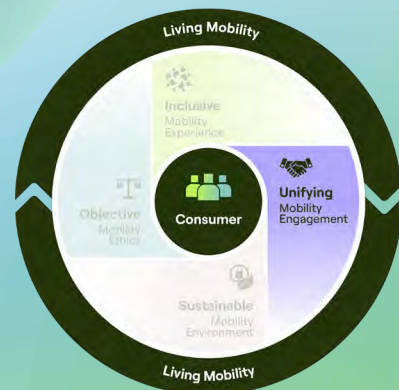 Living Mobility
Inclusive
Mobility
Experience
Unifying
Mobility
Engagement
Objective
Mobility
Ethics
Consumer
Sustainable
Mobility
Environment
Living Mobility